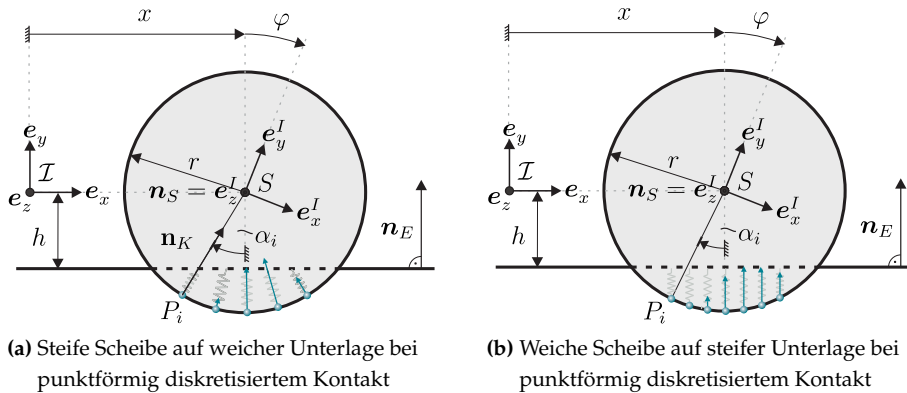 x
φ
x
φ
e_y
e_y^I
r
S
I
n_S = e_z^I
e_z
e_x
e_x^I
h
n_K
α_i
n_E
P_i
e_y
e_y^I
r
S
I
n_S = e_z^I
e_z
e_x
e_x^I
h
α_i
n_E
P_i
(a) Steife Scheibe auf weicher Unterlage bei
punktförmig diskretisiertem Kontakt
(b) Weiche Scheibe auf steifer Unterlage bei
punktförmig diskretisiertem Kontakt